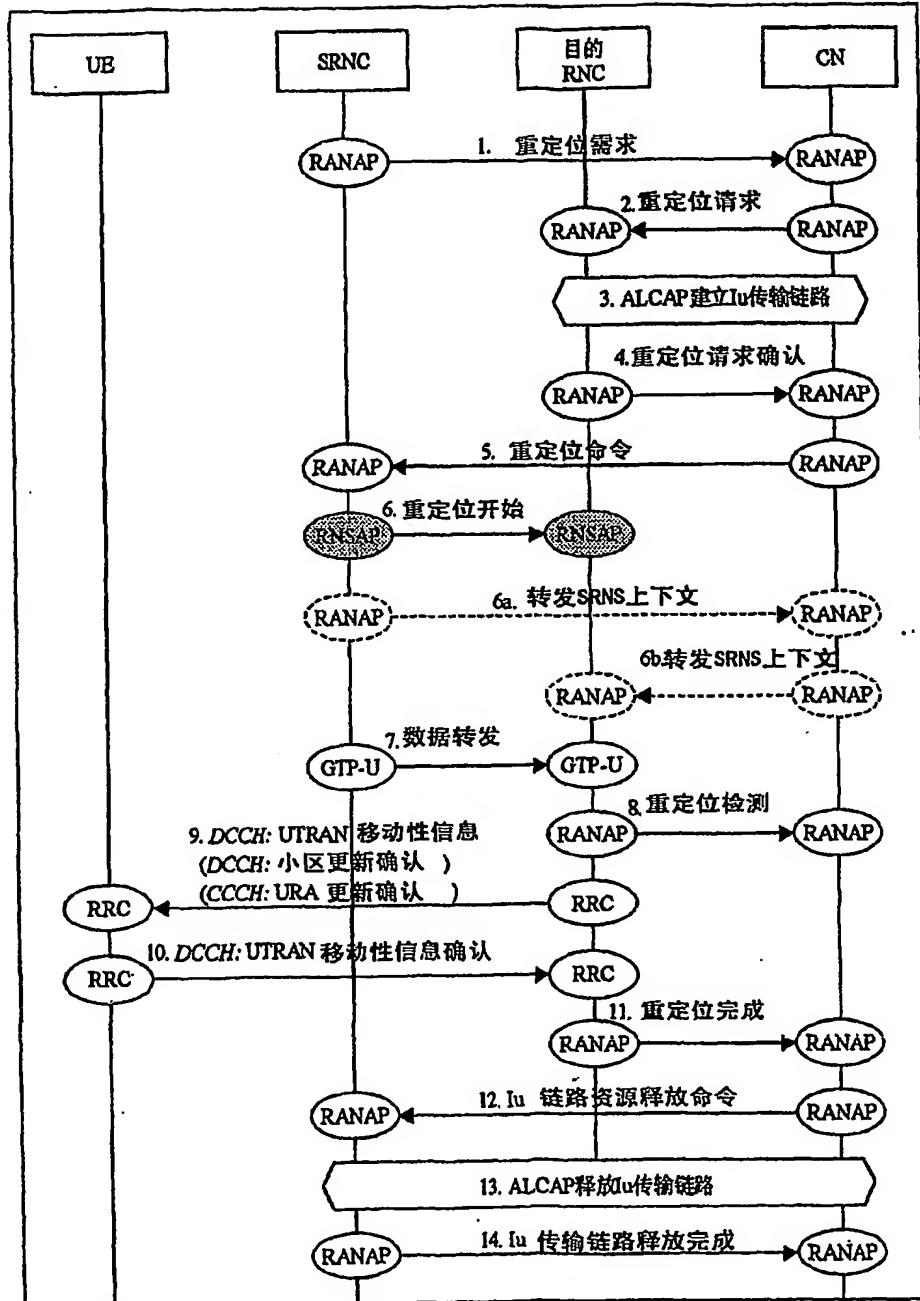 UE
SRNC
目的
RNC
CN
1. 重定位需求
RANAP
RANAP
2.重定位请求
RANAP
RANAP
3. ALCAP建立Iu传输链路
4.重定位请求确认
RANAP
RANAP
5. 重定位命令
RANAP
RANAP
6.重定位开始
RNSAP
RNSAP
6a. 转发SRNS上下文
RANAP
RANAP
6b.转发SRNS上下文
RANAP
RANAP
7.数据转发
GTP-U
GTP-U
8.重定位检测
RANAP
RANAP
9. DCCH: UTRAN 移动性信息
(DCCH: 小区更新确认 )
(CCCH: URA 更新确认 )
RRC
RRC
10. DCCH: UTRAN 移动性信息确认
RRC
RRC
11. 重定位完成
RANAP
RANAP
12. Iu 链路资源释放命令
RANAP
RANAP
13. ALCAP释放Iu传输链路
14. Iu 传输链路释放完成
RANAP
RANAP